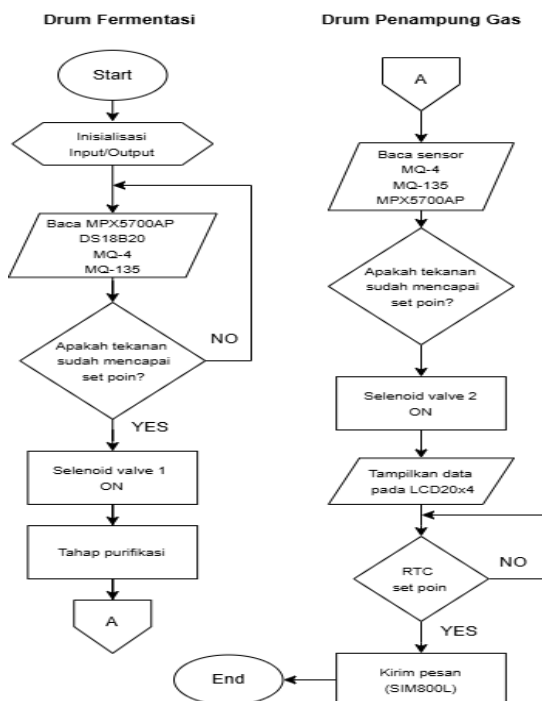 Drum Fermentasi
Start
Inisialisasi
Input/Output
Baca MPX5700AP
DS18B20
MQ-4
MQ-135
Apakah tekanan
sudah mencapai
set poin?
NO
YES
Selenoid valve 1
ON
Tahap purifikasi
A
Drum Penampung Gas
A
Baca sensor
MQ-4
MQ-135
MPX5700AP
Apakah tekanan
sudah mencapai
set poin?
Selenoid valve 2
ON
Tampilkan data
pada LCD20x4
RTC
set poin
NO
YES
Kirim pesan
(SIM800L)
End